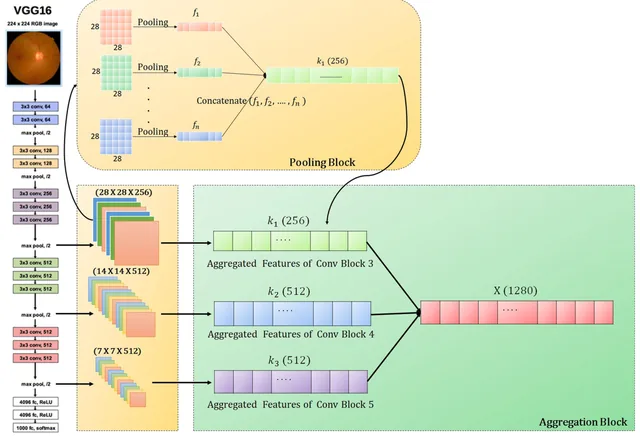 VGG16
224 x 224 RGB image
3x3 conv, 64
3x3 conv, 64
max pool, /2
3x3 conv, 128
3x3 conv, 128
max pool, /2
3x3 conv, 256
3x3 conv, 256
3x3 conv, 256
max pool, /2
3x3 conv, 512
3x3 conv, 512
3x3 conv, 512
max pool, /2
3x3 conv, 512
3x3 conv, 512
3x3 conv, 512
max pool, /2
4096 fc, ReLU
4096 fc, ReLU
1000 fc, softmax
28
28
Pooling
f₁
28
28
Pooling
f₂
28
28
Pooling
fₙ
Concatenate (f₁, f₂, .... , fₙ )
k₁ (256)
Pooling Block
(28 X 28 X 256)
(14 X 14 X 512)
(7 X 7 X 512)
k₁ (256)
. . . .
Aggregated Features of Conv Block 3
k₂ (512)
. . . .
Aggregated Features of Conv Block 4
k₃ (512)
. . . .
Aggregated Features of Conv Block 5
X (1280)
. . . .
Aggregation Block